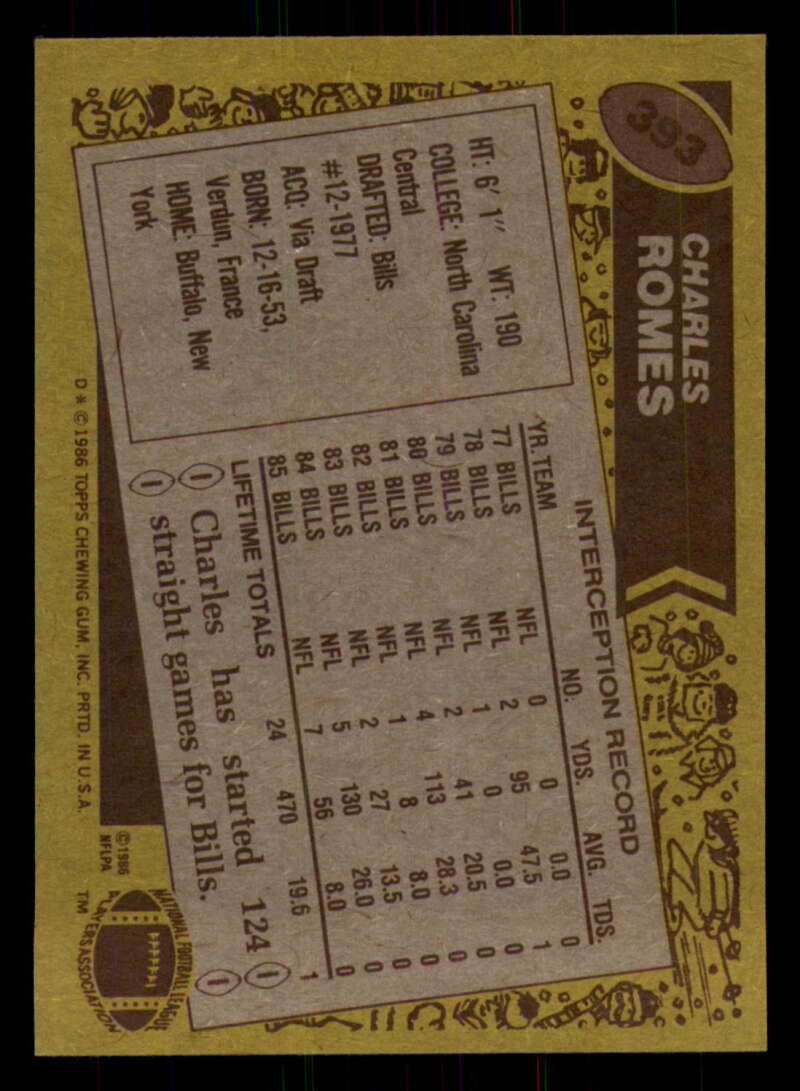 393
CHARLES
ROMES
HT: 6' 1" WT: 190
COLLEGE: North Carolina
Central
DRAFTED: Bills
#12-1977
ACQ: Via Draft
BORN: 12-16-53,
Verdun, France
HOME: Buffalo, New
York
INTERCEPTION RECORD
YR. TEAM NO. YDS. AVG. TDS.
77 BILLS NFL 0 0 0.0 0
78 BILLS NFL 2 95 47.5 1
79 BILLS NFL 1 0 0.0 0
80 BILLS NFL 2 41 20.5 0
81 BILLS NFL 4 113 28.3 0
82 BILLS NFL 1 8 8.0 0
83 BILLS NFL 2 27 13.5 0
84 BILLS NFL 5 130 26.0 0
85 BILLS NFL 7 56 8.0 0
LIFETIME TOTALS 24 470 19.6 1
Charles has started 124
straight games for Bills.
D * © 1986 TOPPS CHEWING GUM, INC. PRTD. IN U.S.A.
© 1986
NFLPA
NATIONAL FOOTBALL LEAGUE
PLAYERS ASSOCIATION
TM